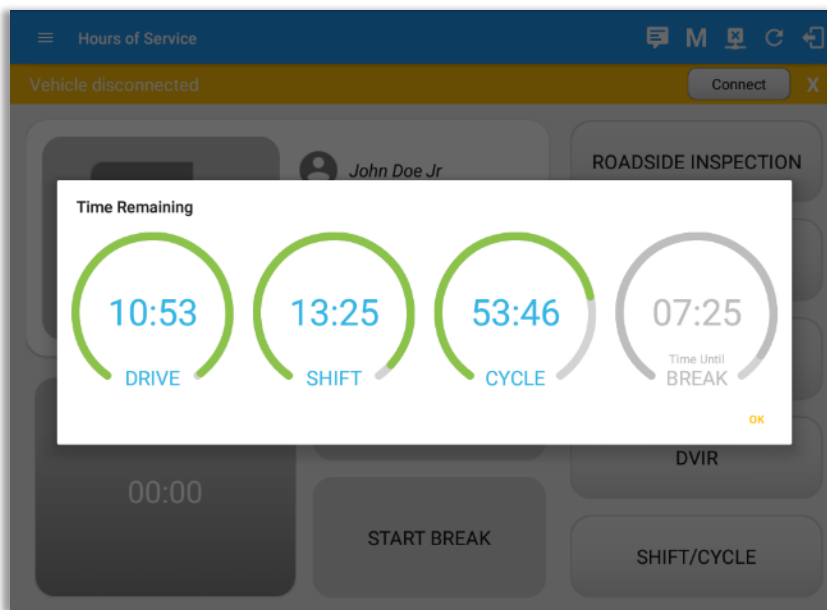 Hours of Service
M
Vehicle disconnected
Connect
X
John Doe Jr
ROADSIDE INSPECTION
Time Remaining
10:53
DRIVE
13:25
SHIFT
53:46
CYCLE
07:25
Time Until
BREAK
OK
DVIR
00:00
START BREAK
SHIFT/CYCLE